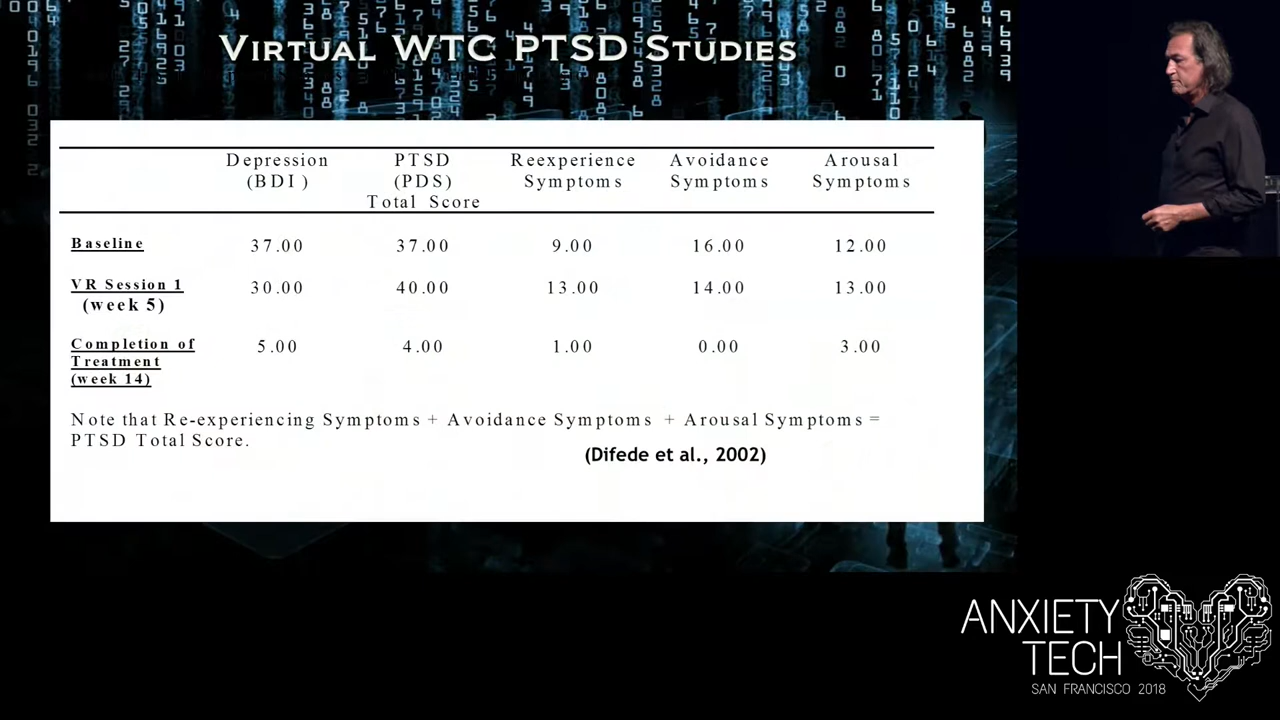 VIRTUAL WTC PTSD STUDIES
Depression (BDI) PTSD (PDS) Total Score Reexperience Symptoms Avoidance Symptoms Arousal Symptoms
Baseline 37.00 37.00 9.00 16.00 12.00
VR Session 1 (week 5) 30.00 40.00 13.00 14.00 13.00
Completion of Treatment (week 14) 5.00 4.00 1.00 0.00 3.00
Note that Re-experiencing Symptoms + Avoidance Symptoms + Arousal Symptoms =
PTSD Total Score.
(Difede et al., 2002)
ANXIETY
TECH
SAN FRANCISCO 2018